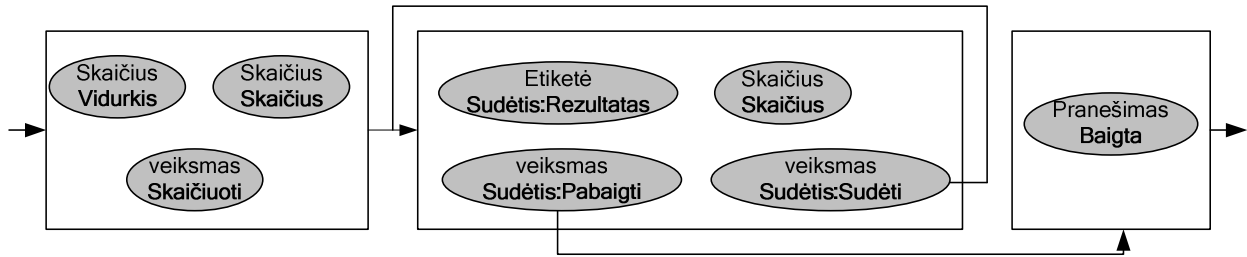 Skaičius
Vidurkis
Skaičius
Skaičius
veiksmas
Skaičiuoti
Etiketė
Sudėtis:Rezultatas
Skaičius
Skaičius
veiksmas
Sudėtis:Pabaigti
veiksmas
Sudėtis:Sudėti
Pranešimas
Baigta